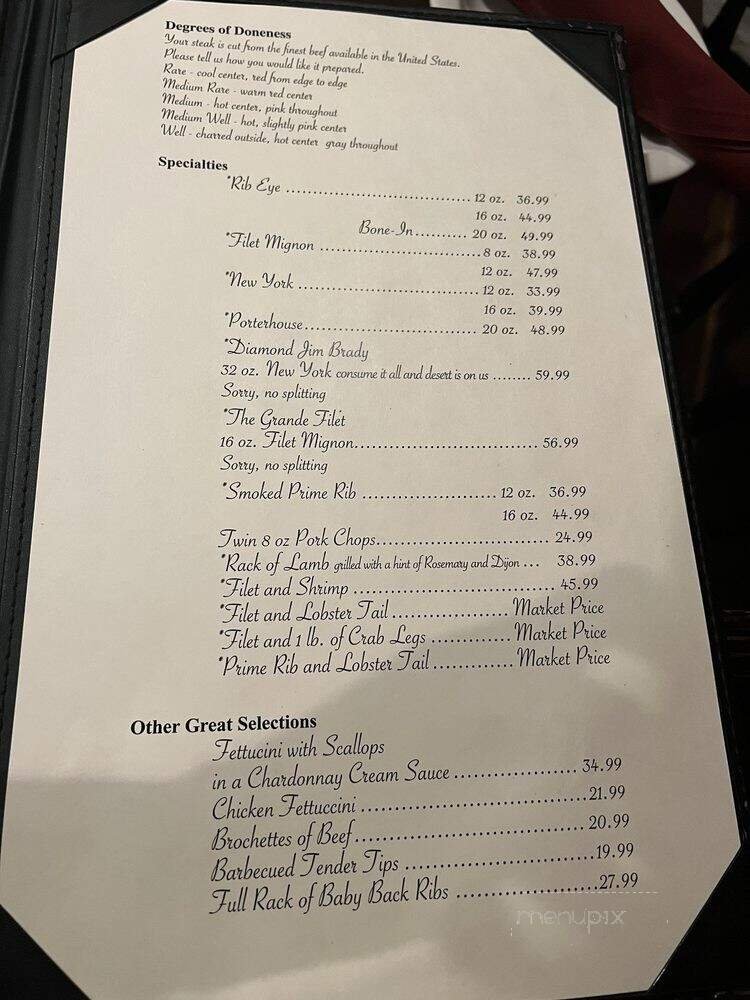 Degrees of Doneness
Your steak is cut from the finest beef available in the United States.
Please tell us how you would like it prepared.
Rare - cool center, red from edge to edge
Medium Rare - warm red center
Medium - hot center, pink throughout
Medium Well - hot, slightly pink center
Well - charred outside, hot center gray throughout
Specialties
*Rib Eye .................................. 12 oz. 36.99
16 oz. 44.99
Bone-In.......... 20 oz. 49.99
*Filet Mignon ..............................8 oz. 38.99
12 oz. 47.99
*New York .................................. 12 oz. 33.99
16 oz. 39.99
*Porterhouse................................ 20 oz. 48.99
*Diamond Jim Brady
32 oz. New York consume it all and desert is on us ........ 59.99
Sorry, no splitting
*The Grande Filet
16 oz. Filet Mignon.................................. 56.99
Sorry, no splitting
*Smoked Prime Rib ......................... 12 oz. 36.99
16 oz. 44.99
Twin 8 oz Pork Chops................................ 24.99
*Rack of Lamb grilled with a hint of Rosemary and Dijon ... 38.99
*Filet and Shrimp ..................................... 45.99
*Filet and Lobster Tail .................... Market Price
*Filet and 1 lb. of Crab Legs .............. Market Price
*Prime Rib and Lobster Tail .............. Market Price
Other Great Selections
Fettucini with Scallops
in a Chardonnay Cream Sauce .................... 34.99
Chicken Fettuccini .....................................21.99
Brochettes of Beef...................................... 20.99
Barbecued Tender Tips ................................19.99
Full Rack of Baby Back Ribs ........................27.99
menupix